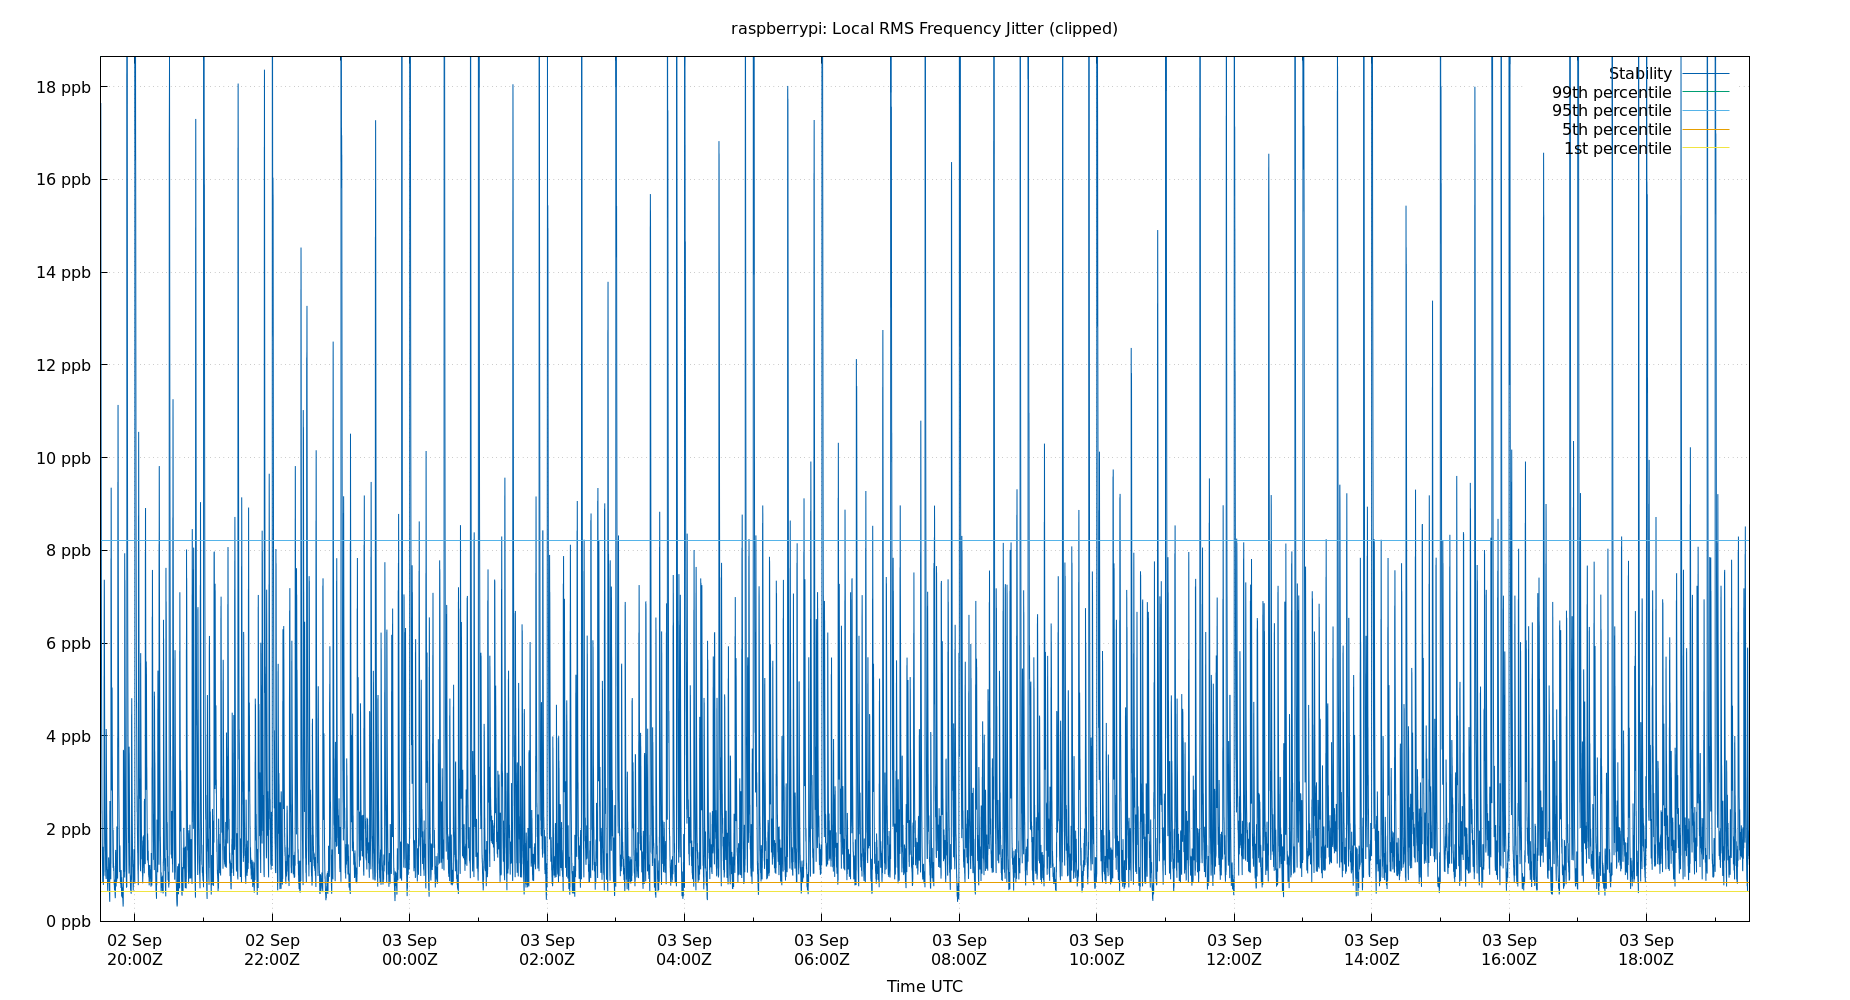 raspberrypi: Local RMS Frequency Jitter (clipped)
Stability
99th percentile
95th percentile
5th percentile
1st percentile
18 ppb
16 ppb
14 ppb
12 ppb
10 ppb
8 ppb
6 ppb
4 ppb
2 ppb
0 ppb
02 Sep 02 Sep 03 Sep 03 Sep 03 Sep 03 Sep 03 Sep 03 Sep 03 Sep 03 Sep 03 Sep 03 Sep
20:00Z 22:00Z 00:00Z 02:00Z 04:00Z 06:00Z 08:00Z 10:00Z 12:00Z 14:00Z 16:00Z 18:00Z
Time UTC